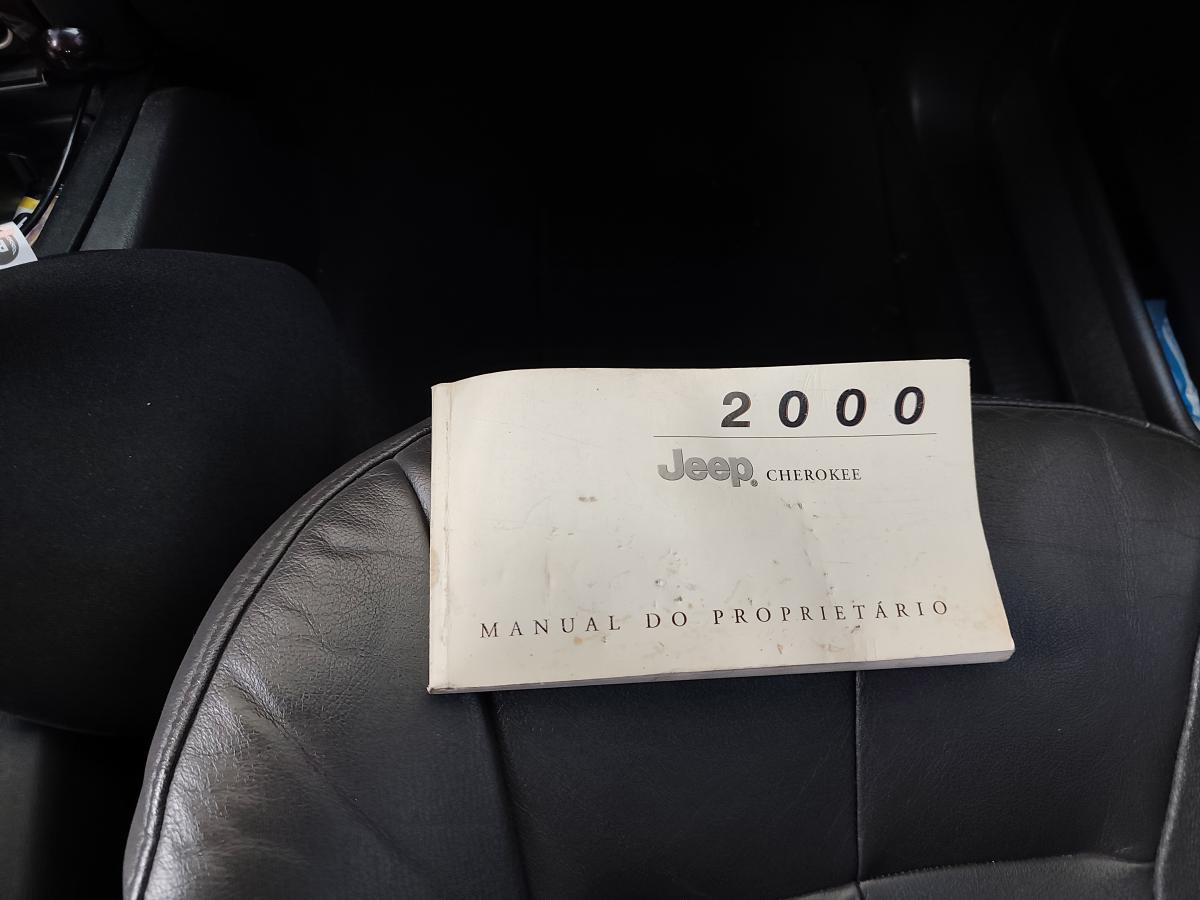 2000
Jeep® CHEROKEE
MANUAL DO PROPRIETÁRIO